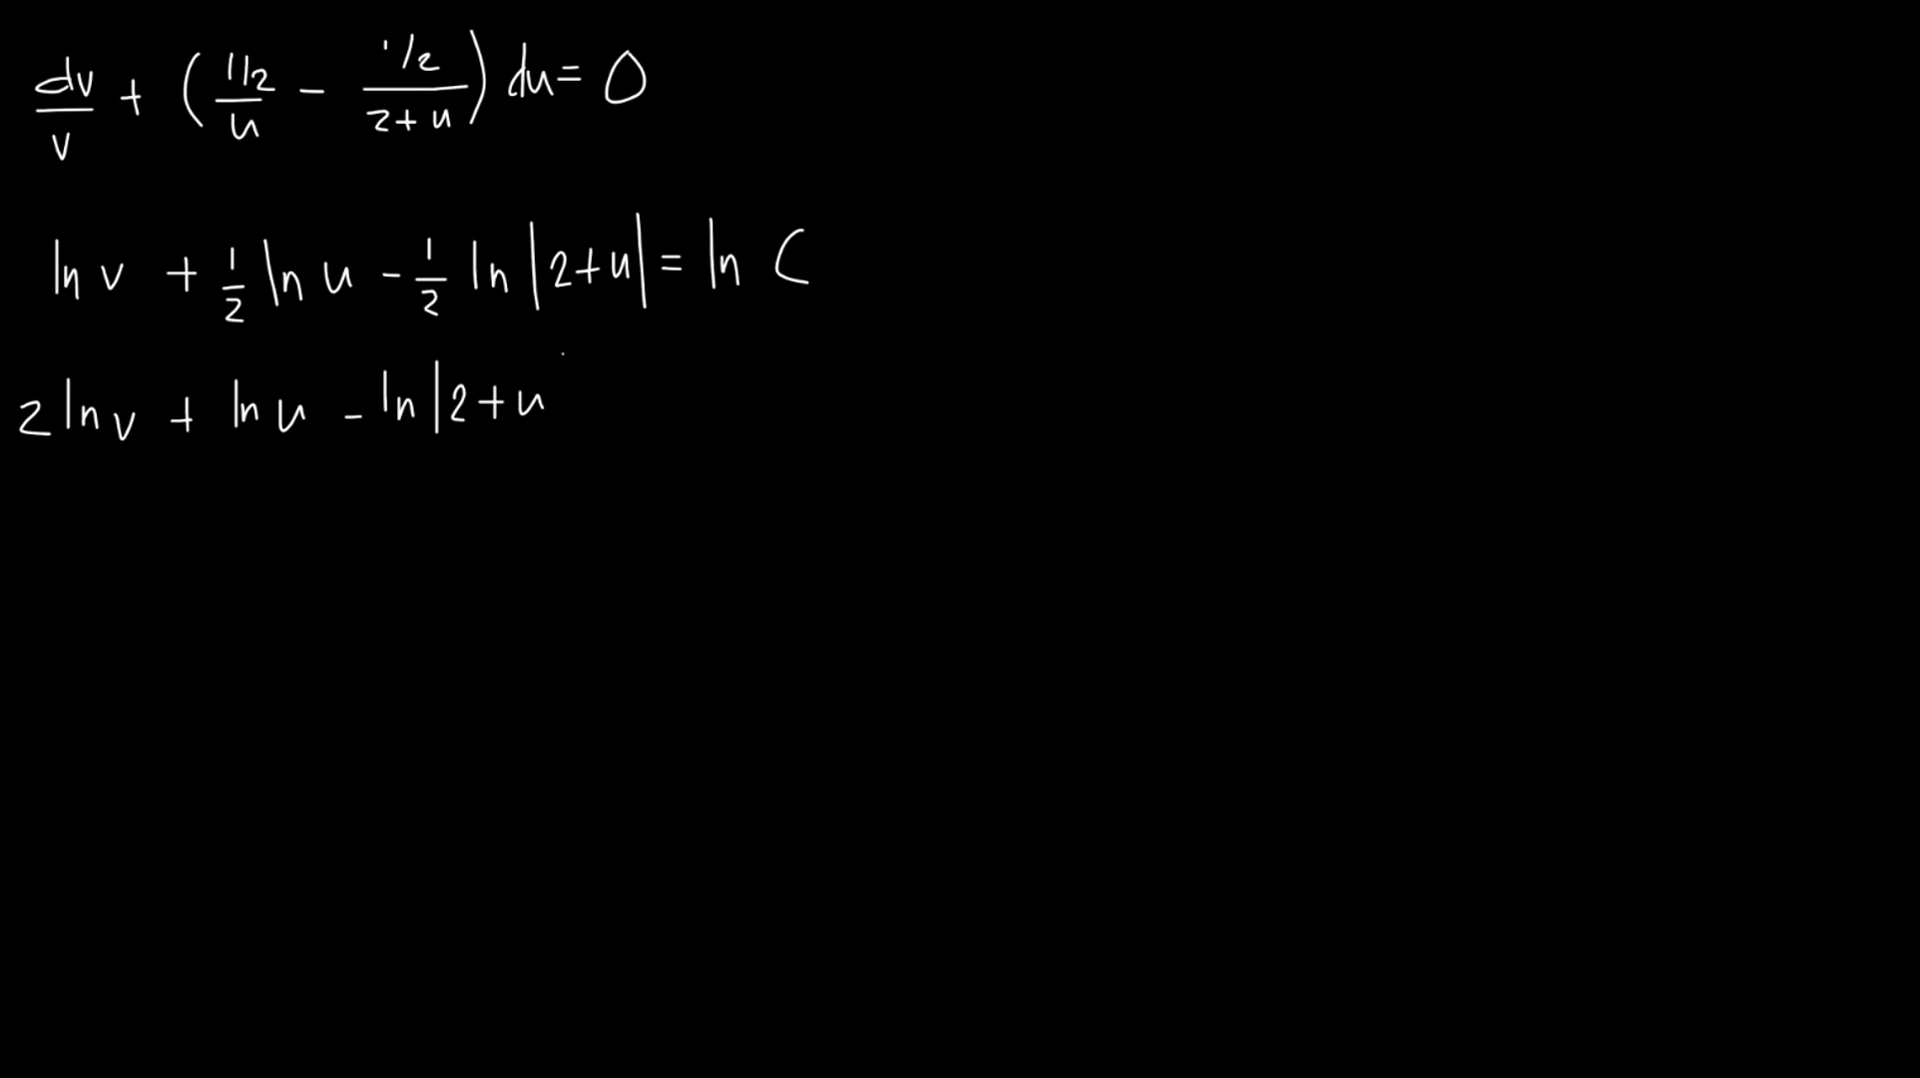 dv/v + (1/2/u - 1/2/2+u) du = 0
ln v + 1/2 ln u - 1/2 ln |2+u| = ln C
2 ln v + ln u - ln |2+u